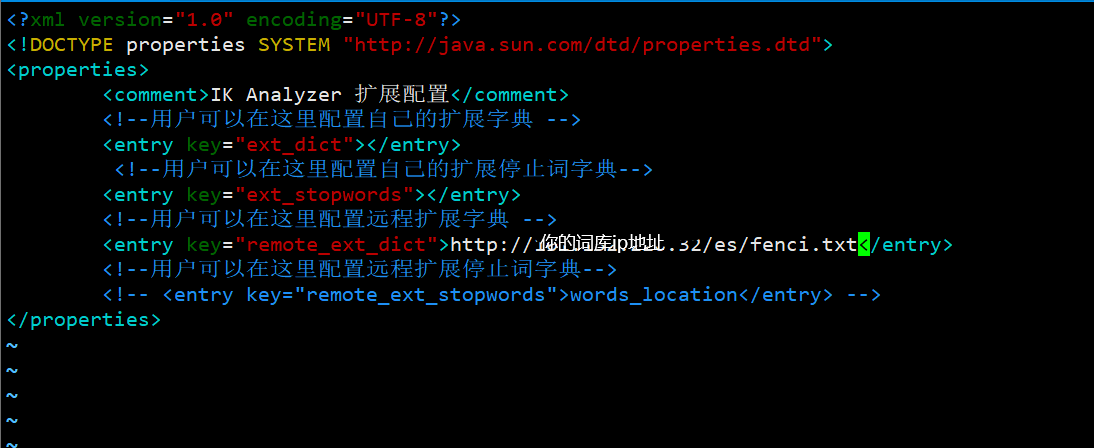 <?xml version="1.0" encoding="UTF-8"?>
<!DOCTYPE properties SYSTEM "http://java.sun.com/dtd/properties.dtd">
<properties>
<comment>IK Analyzer 扩展配置</comment>
<!--用户可以在这里配置自己的扩展字典 -->
<entry key="ext_dict"></entry>
<!--用户可以在这里配置自己的扩展停止词字典-->
<entry key="ext_stopwords"></entry>
<!--用户可以在这里配置远程扩展字典 -->
<entry key="remote_ext_dict">http://你的词库ip地址.32/es/fenci.txt</entry>
<!--用户可以在这里配置远程扩展停止词字典-->
<!-- <entry key="remote_ext_stopwords">words_location</entry> -->
</properties>
~
~
~
~
~